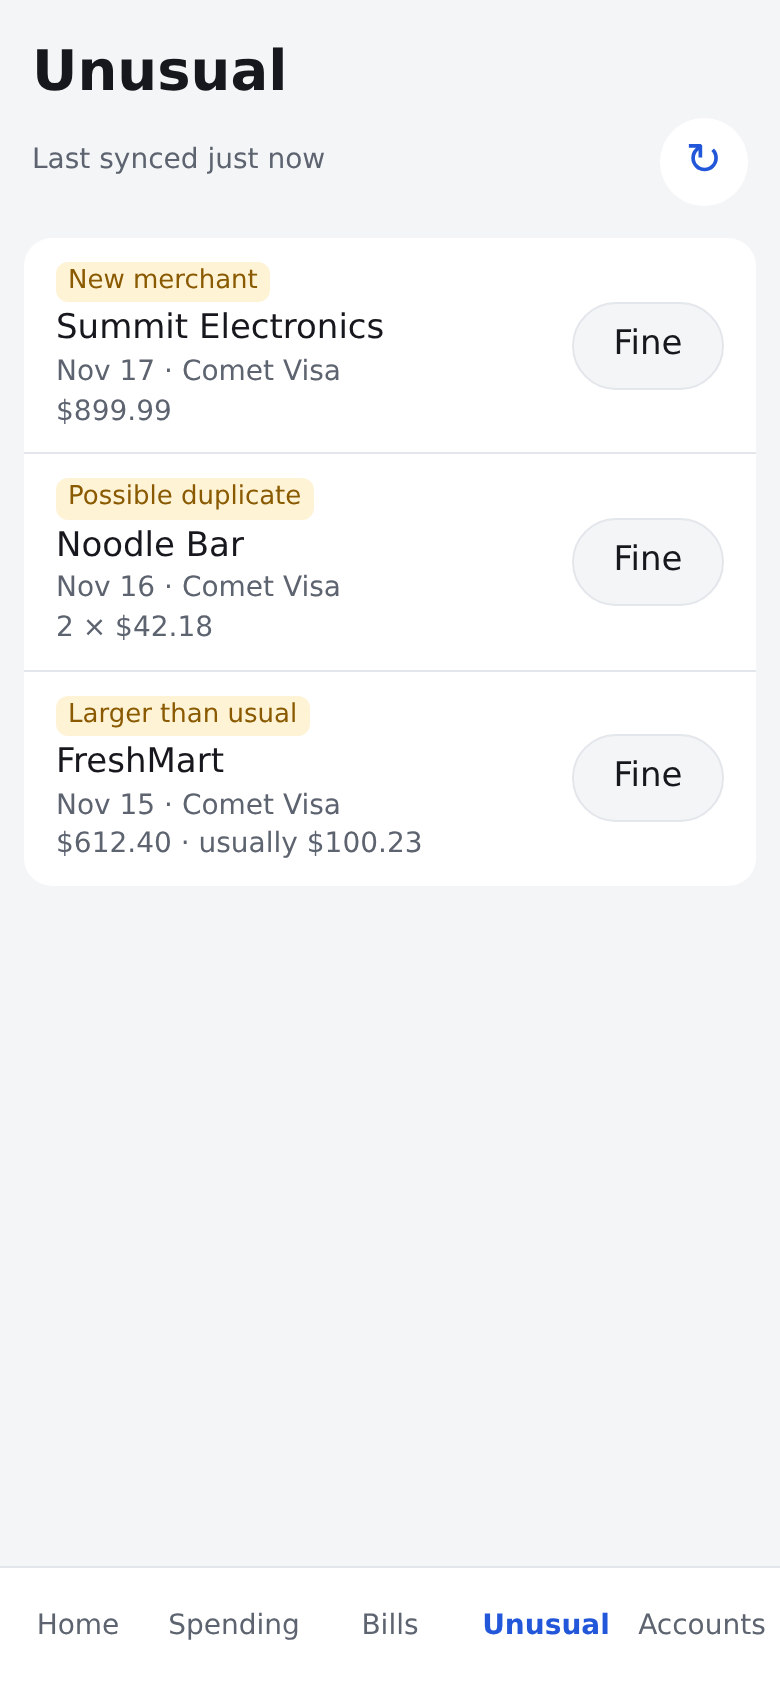 Unusual
Last synced just now
↻
New merchant
Summit Electronics
Nov 17 · Comet Visa
$899.99
Fine
Possible duplicate
Noodle Bar
Nov 16 · Comet Visa
2 × $42.18
Fine
Larger than usual
FreshMart
Nov 15 · Comet Visa
$612.40 · usually $100.23
Fine
Home Spending Bills Unusual Accounts